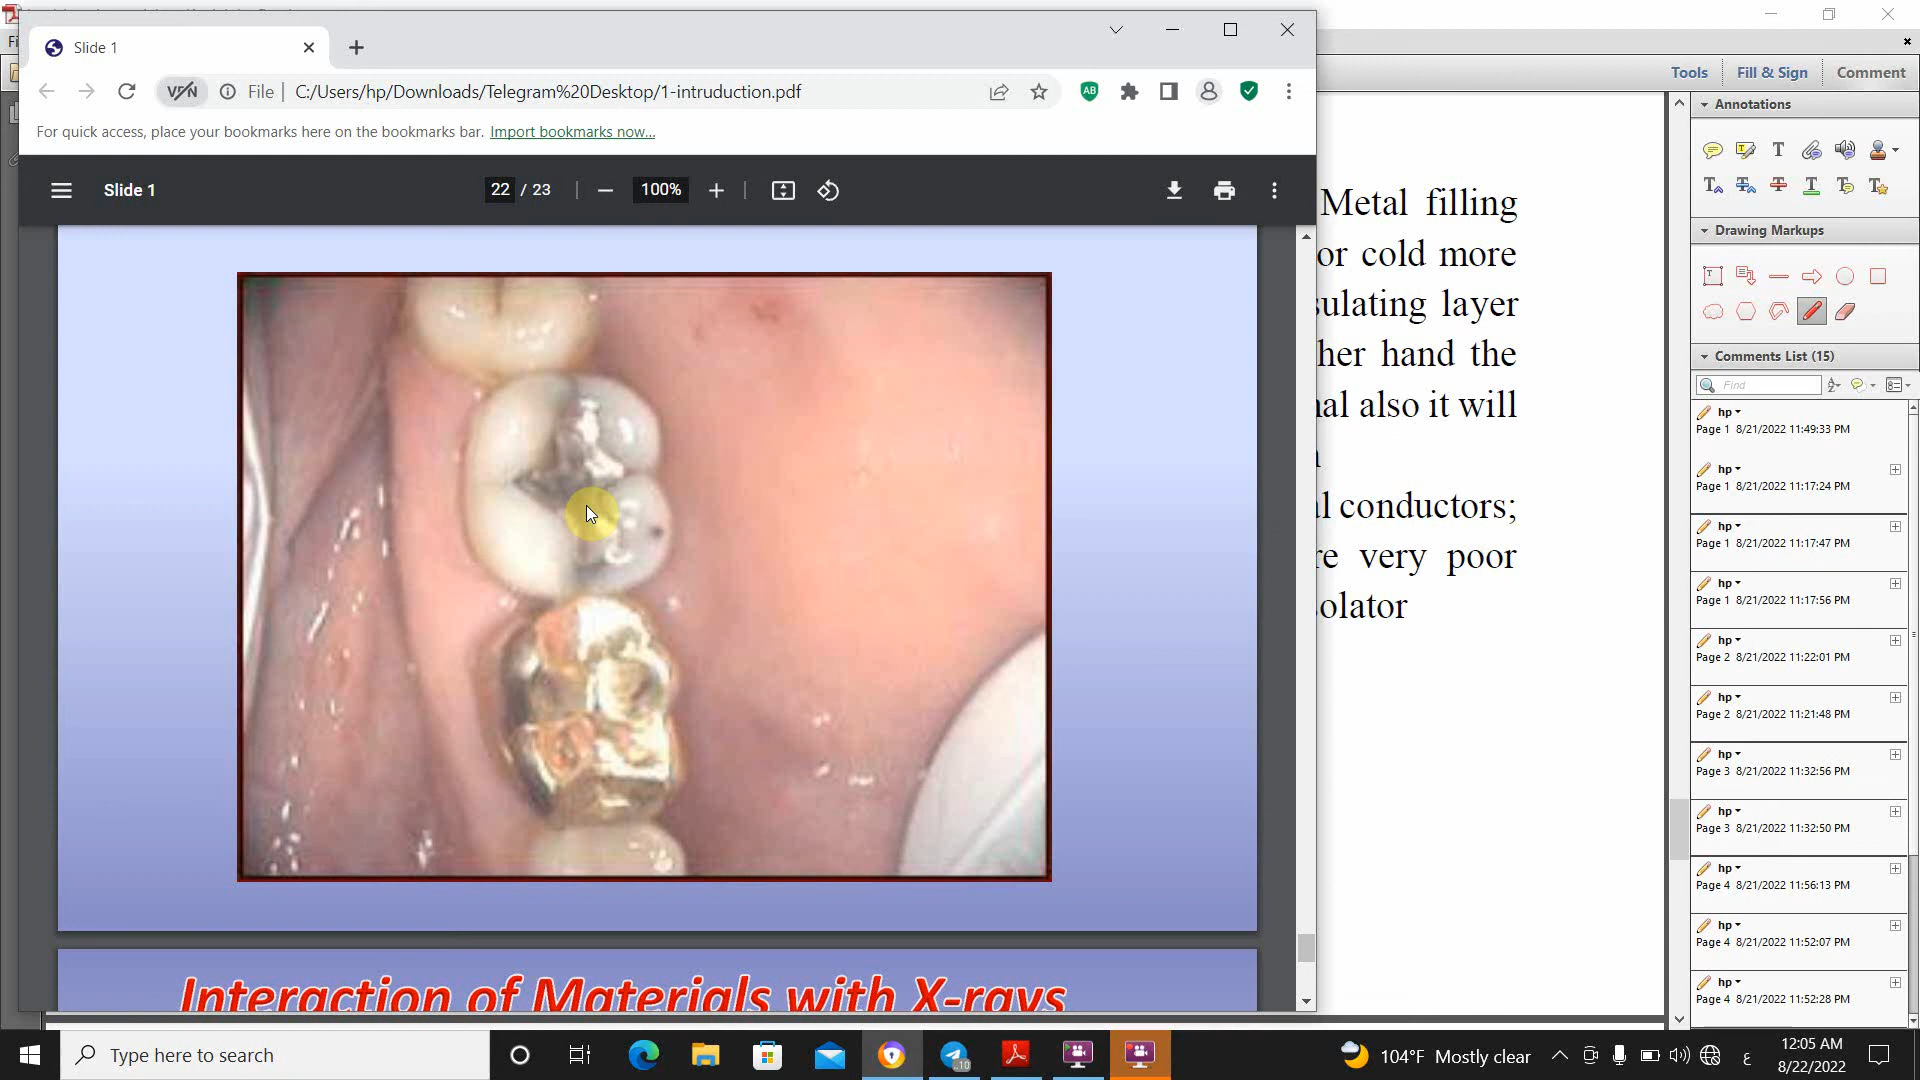 Slide 1
File
C:/Users/hp/Downloads/Telegram%20Desktop/1-intruduction.pdf
VPN
AB
For quick access, place your bookmarks here on the bookmarks bar. Import bookmarks now...
Slide 1
22 / 23
100%
Interaction of Materials with X-rays
Tools
Fill & Sign
Comment
Metal filling
or cold more
sulating layer
her hand the
nal also it will
l conductors;
re very poor
solator
Annotations
Drawing Markups
Comments List (15)
Find
hp
Page 1 8/21/2022 11:49:33 PM
hp
Page 1 8/21/2022 11:17:24 PM
hp
Page 1 8/21/2022 11:17:47 PM
hp
Page 1 8/21/2022 11:17:56 PM
hp
Page 2 8/21/2022 11:22:01 PM
hp
Page 2 8/21/2022 11:21:48 PM
hp
Page 3 8/21/2022 11:32:56 PM
hp
Page 3 8/21/2022 11:32:50 PM
hp
Page 4 8/21/2022 11:56:13 PM
hp
Page 4 8/21/2022 11:52:07 PM
hp
Page 4 8/21/2022 11:52:28 PM
Type here to search
10
104°F Mostly clear
ع
12:05 AM
8/22/2022